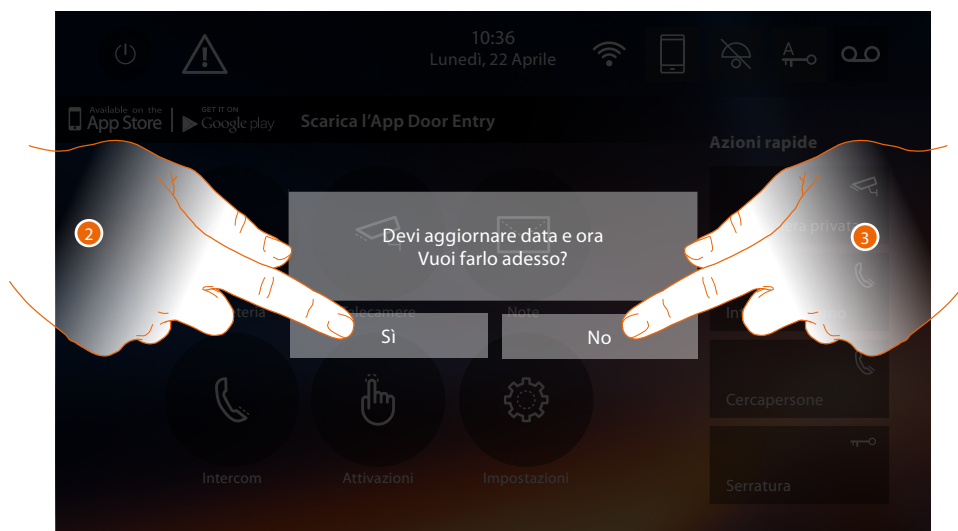 10:36
Lunedì, 22 Aprile
A
Available on the
App Store
GET IT ON
Google play
Scarica l'App Door Entry
Azioni rapide
2
3
Devi aggiornare data e ora
Vuoi farlo adesso?
Note
Sì
No
Cercapersone
Intercom
Attivazioni
Impostazioni
Serratura